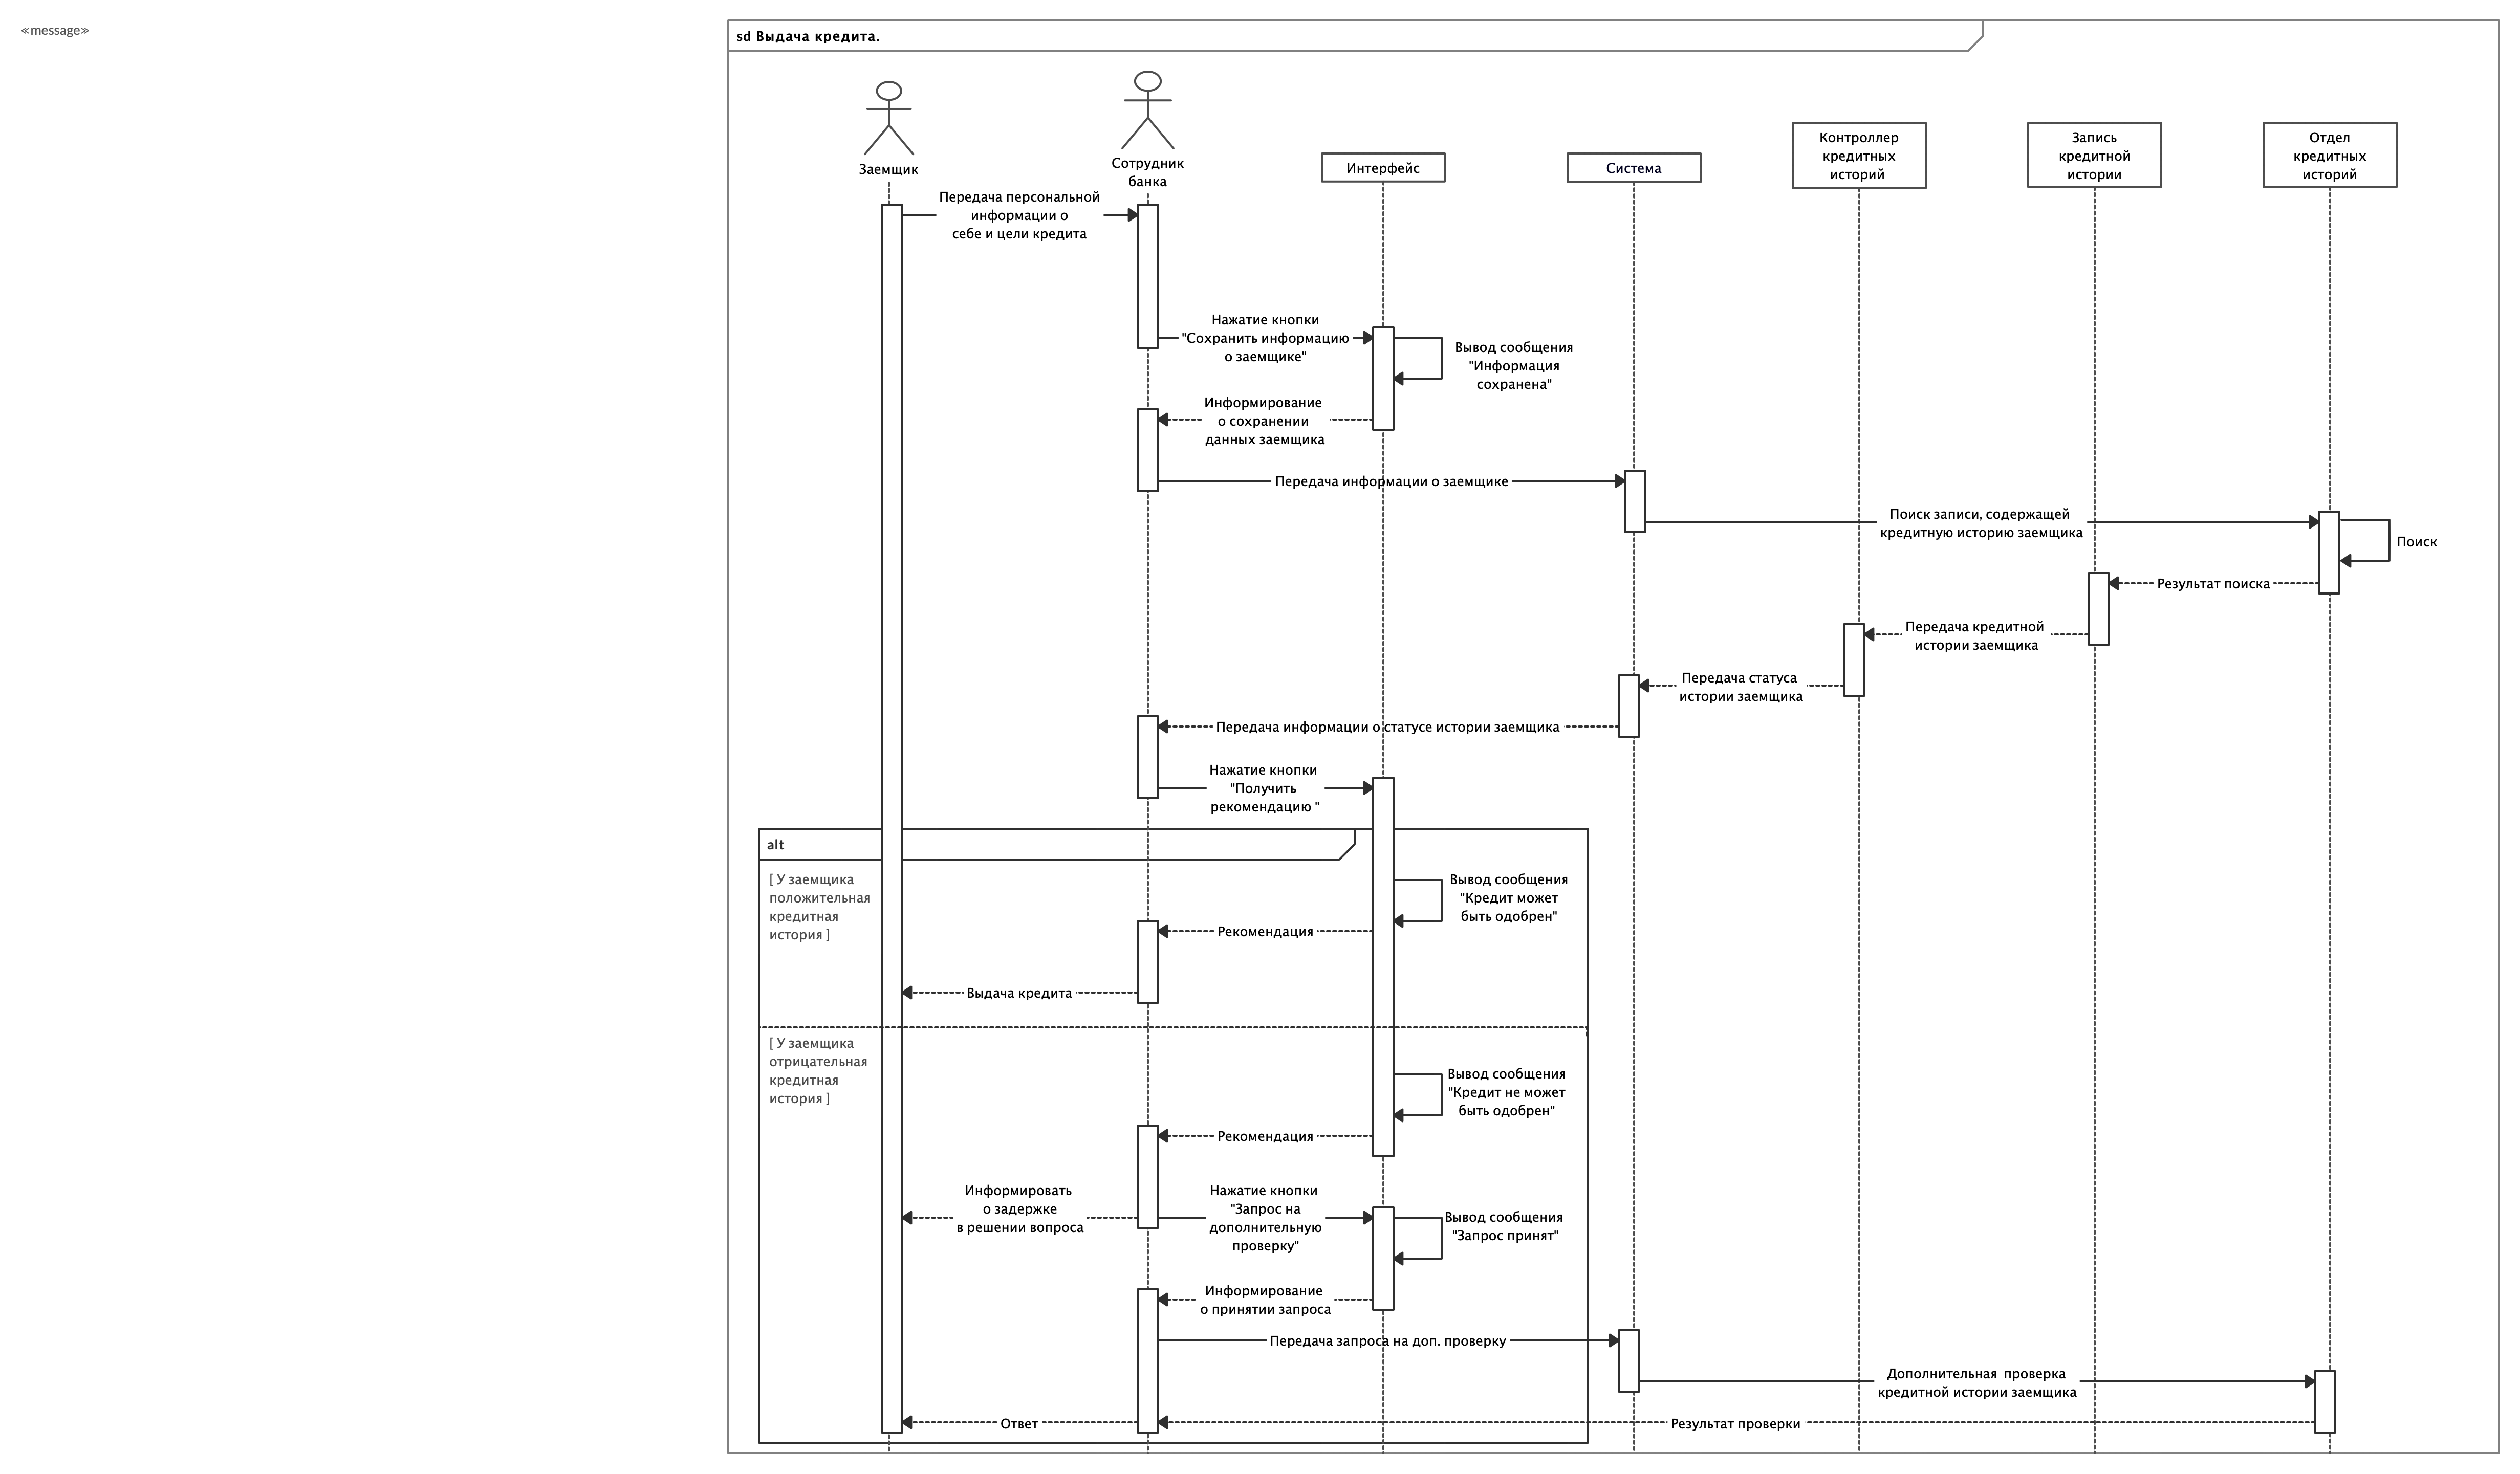 «message»
sd Выдача кредита.
Заемщик
Сотрудник
банка
Интерфейс
Система
Контроллер
кредитных
историй
Запись
кредитной
истории
Отдел
кредитных
историй
Передача персональной
информации о
себе и цели кредита
Нажатие кнопки
"Сохранить информацию
о заемщике"
Вывод сообщения
"Информация
сохранена"
Информирование
о сохранении
данных заемщика
Передача информации о заемщике
Поиск записи, содержащей
кредитную историю заемщика
Поиск
Результат поиска
Передача кредитной
истории заемщика
Передача статуса
истории заемщика
Передача информации о статусе истории заемщика
Нажатие кнопки
"Получить
рекомендацию "
alt
[ У заемщика
положительная
кредитная
история ]
Вывод сообщения
"Кредит может
быть одобрен"
Рекомендация
Выдача кредита
[ У заемщика
отрицательная
кредитная
история ]
Вывод сообщения
"Кредит не может
быть одобрен"
Рекомендация
Информировать
о задержке
в решении вопроса
Нажатие кнопки
"Запрос на
дополнительную
проверку"
Вывод сообщения
"Запрос принят"
Информирование
о принятии запроса
Передача запроса на доп. проверку
Дополнительная  проверка
кредитной истории заемщика
Ответ
Результат проверки